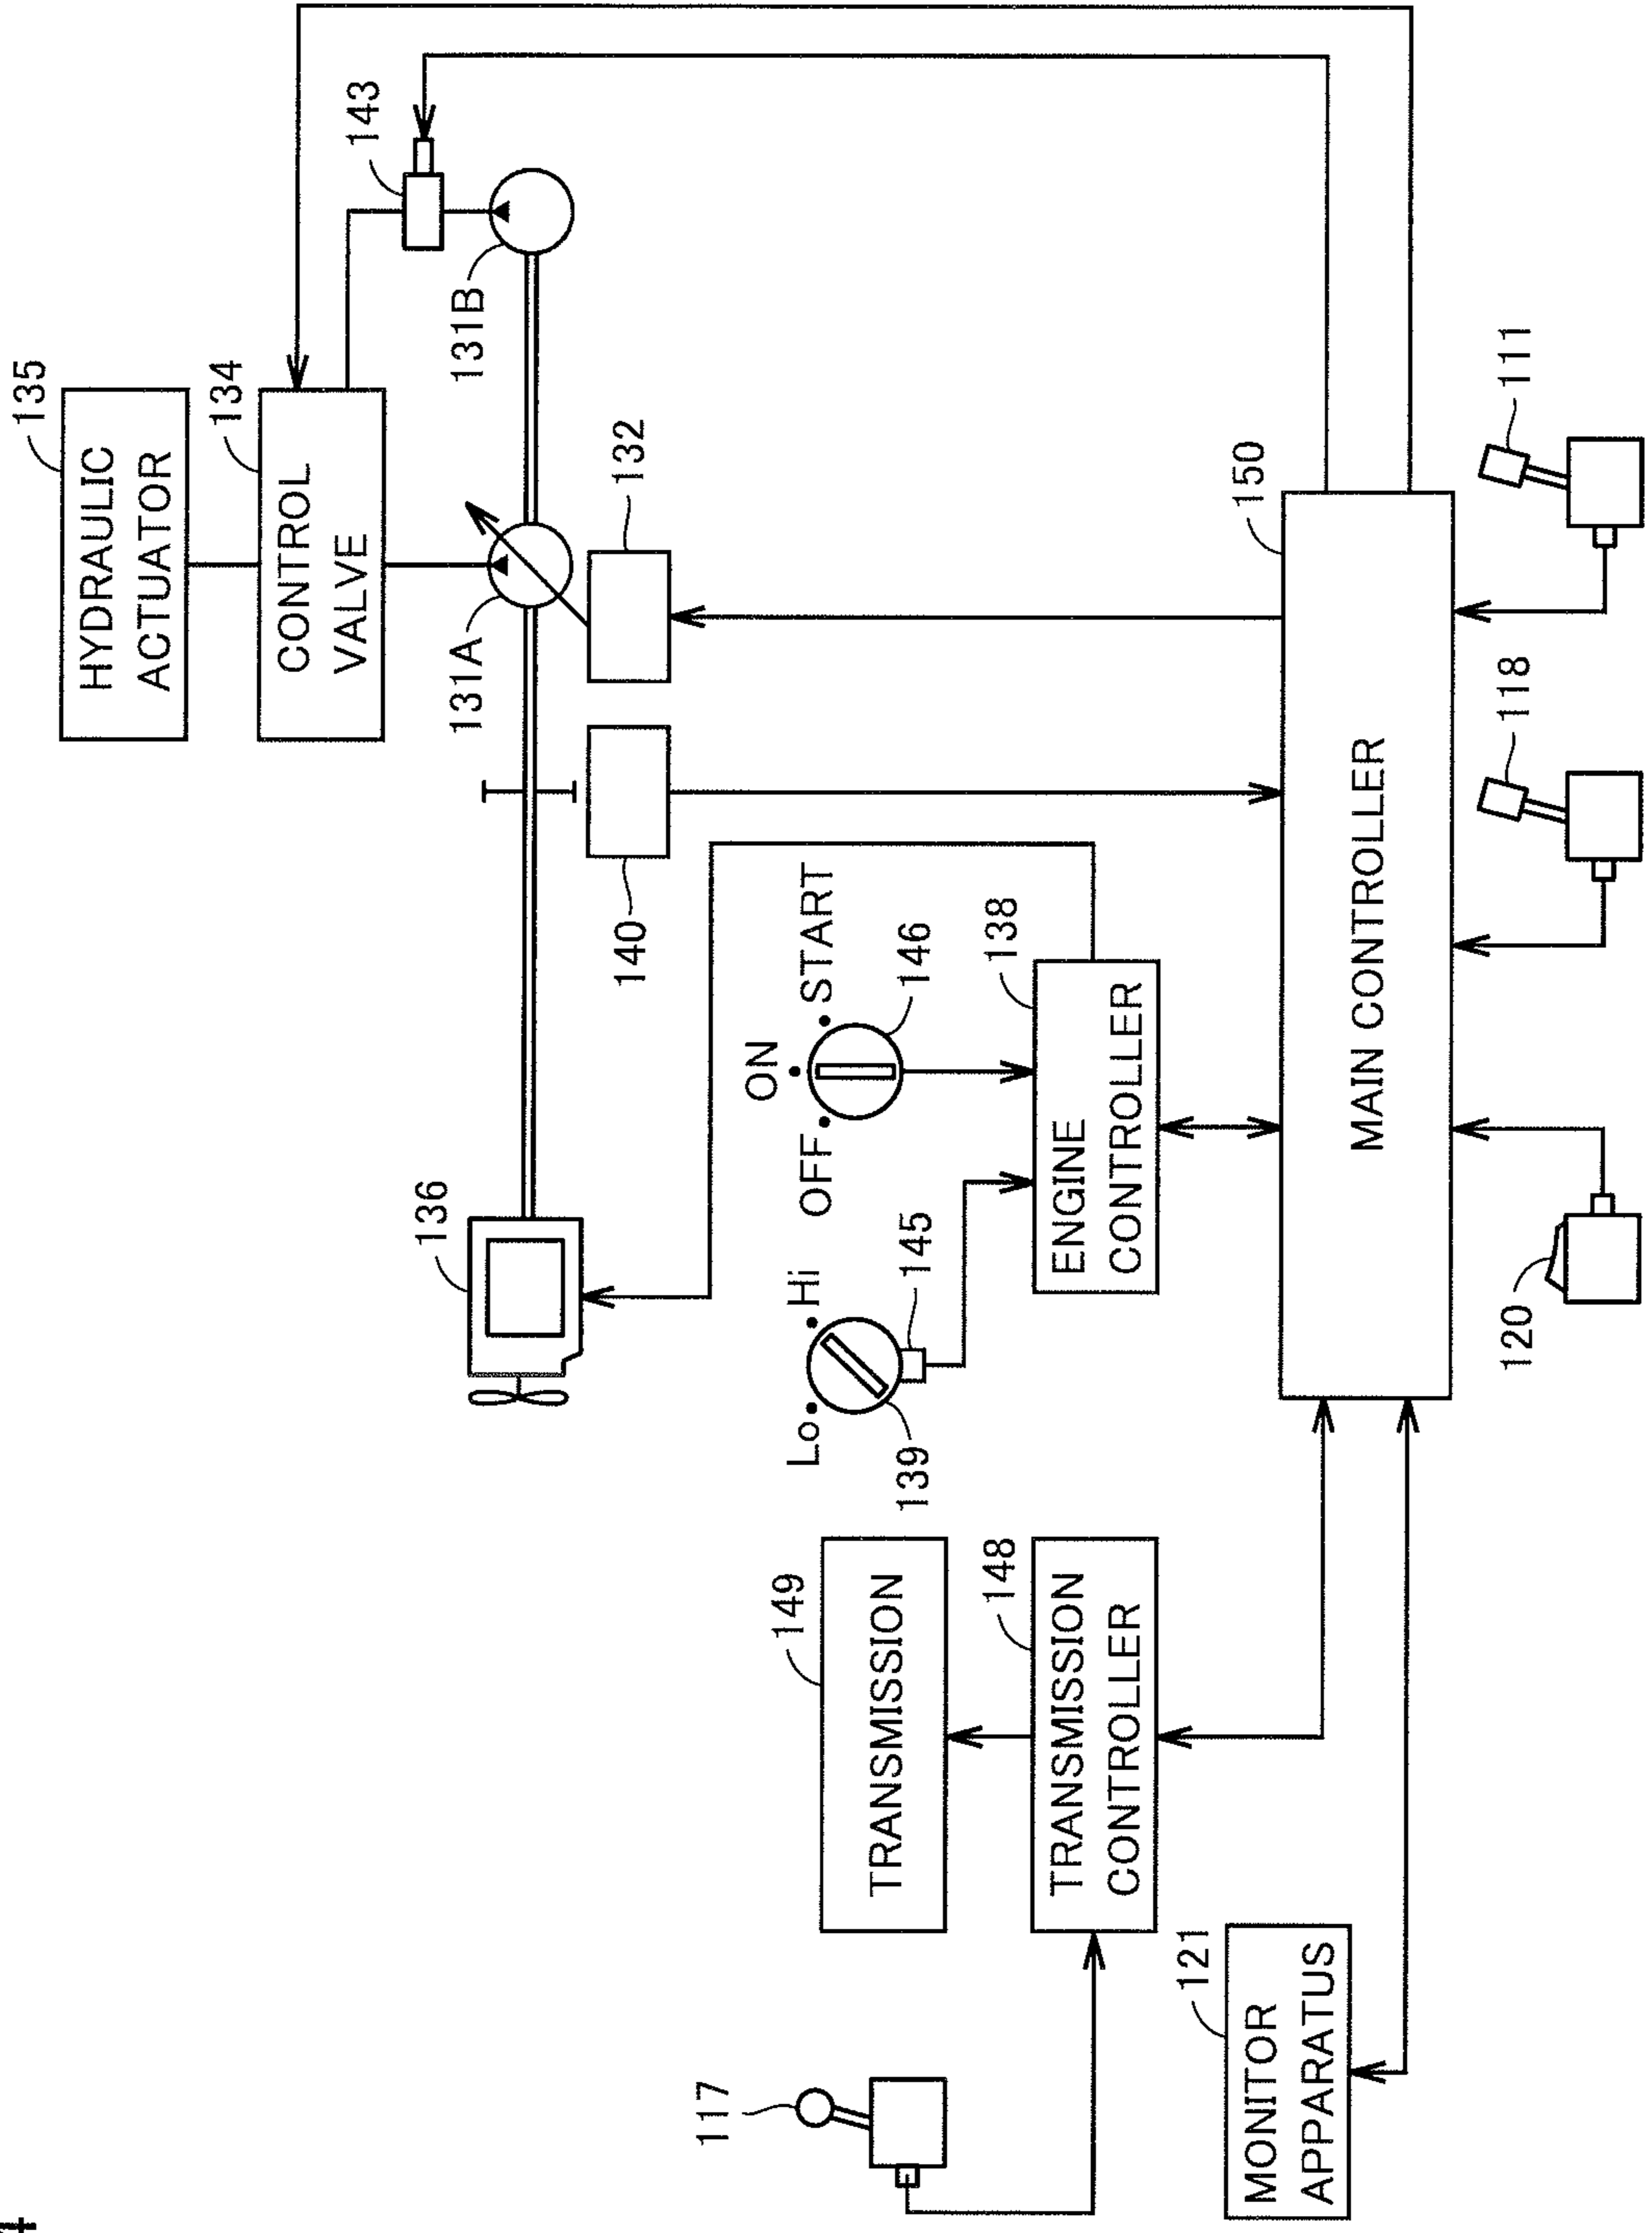 135
HYDRAULIC
ACTUATOR
134
CONTROL
VALVE
143
131B
131A
132
140
136
Lo
Hi
145
139
OFF
ON
START
146
138
ENGINE
CONTROLLER
149
TRANSMISSION
148
TRANSMISSION
CONTROLLER
117
121
MONITOR
APPARATUS
150
MAIN CONTROLLER
120
118
111